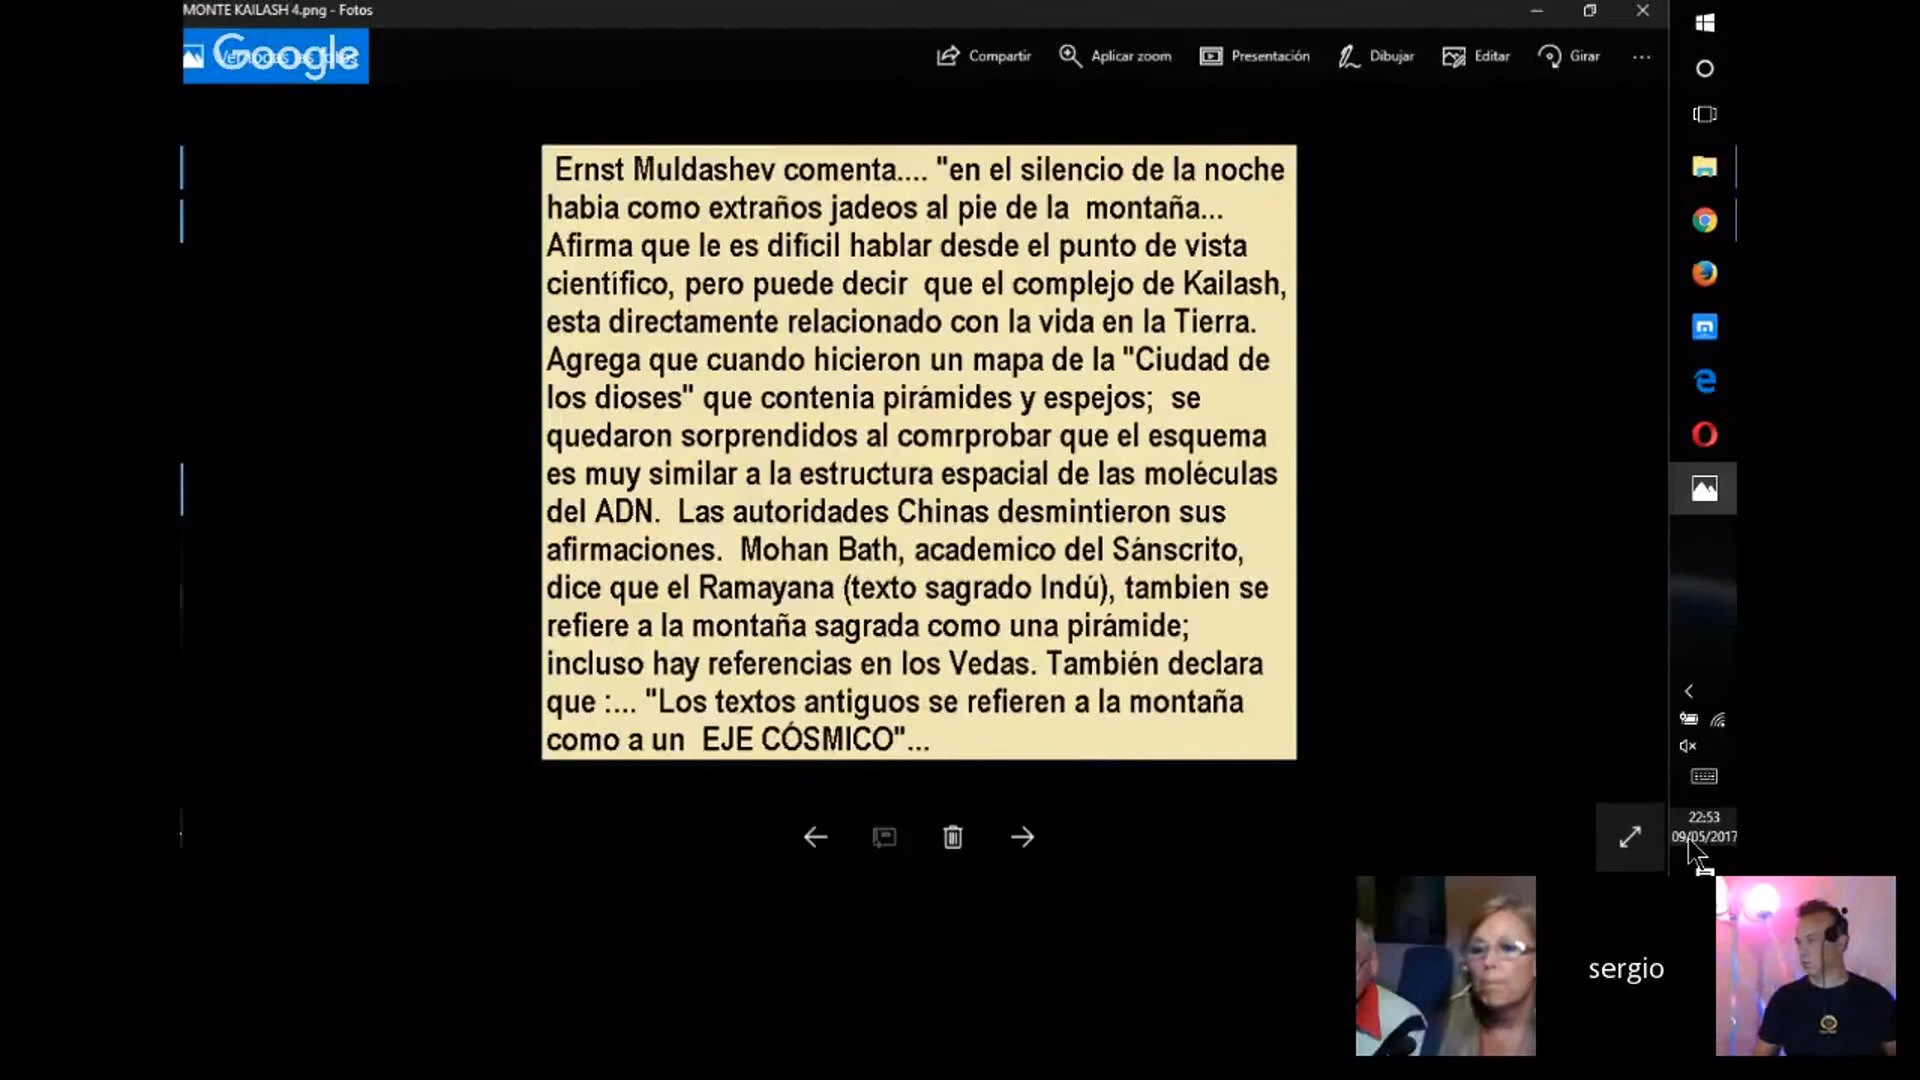 MONTE KAILASH 4.png - Fotos
Google
Compartir
Aplicar zoom
Presentación
Dibujar
Editar
Girar
Ernst Muldashev comenta.... "en el silencio de la noche
habia como extraños jadeos al pie de la montaña...
Afirma que le es difícil hablar desde el punto de vista
científico, pero puede decir que el complejo de Kailash,
esta directamente relacionado con la vida en la Tierra.
Agrega que cuando hicieron un mapa de la "Ciudad de
los dioses" que contenia pirámides y espejos; se
quedaron sorprendidos al comrprobar que el esquema
es muy similar a la estructura espacial de las moléculas
del ADN. Las autoridades Chinas desmintieron sus
afirmaciones. Mohan Bath, academico del Sánscrito,
dice que el Ramayana (texto sagrado Indú), tambien se
refiere a la montaña sagrada como una pirámide;
incluso hay referencias en los Vedas. También declara
que :... "Los textos antiguos se refieren a la montaña
como a un EJE CÓSMICO"...
22:53
09/05/2017
sergio